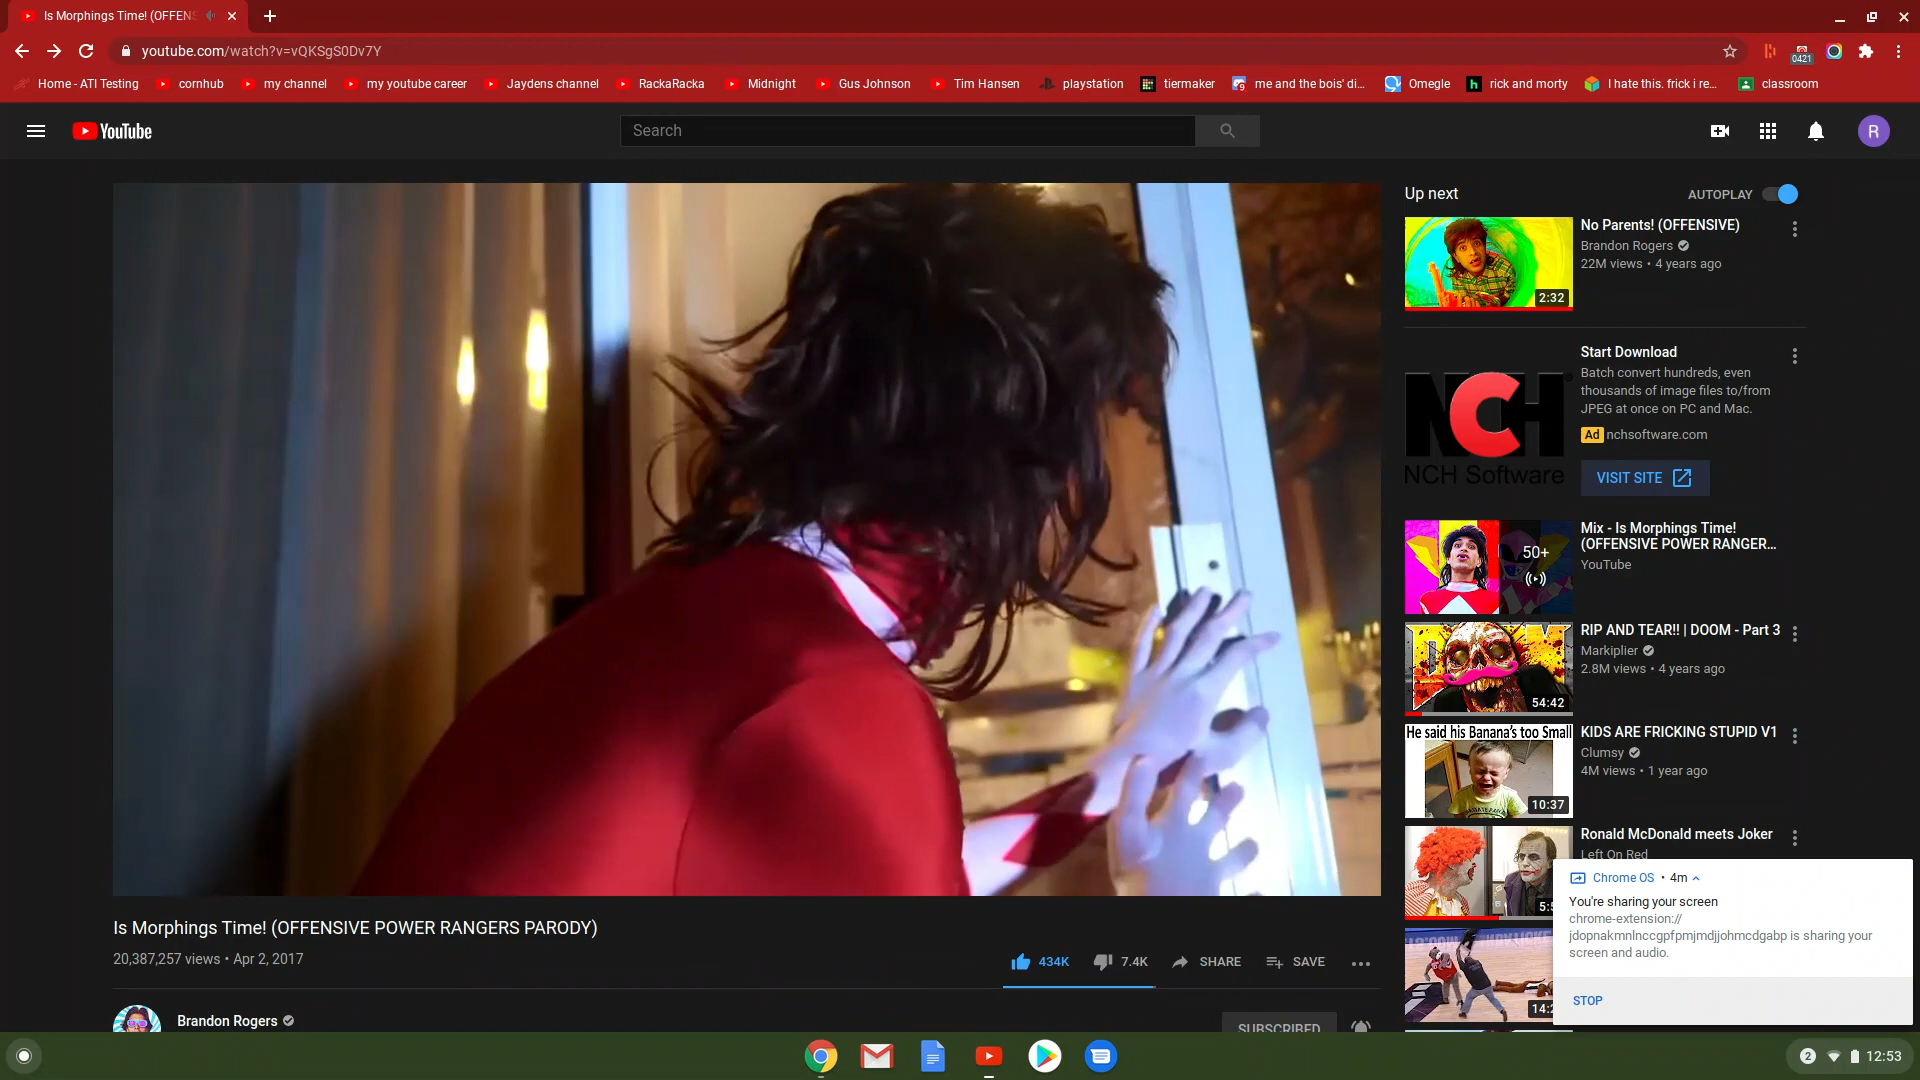 Is Morphings Time! (OFFENS
youtube.com/watch?v=vQKSgS0Dv7Y
0421
Home - ATI Testing
cornhub
my channel
my youtube career
Jaydens channel
RackaRacka
Midnight
Gus Johnson
Tim Hansen
playstation
tiermaker
9
me and the bois' di...
Omegle
h
rick and morty
I hate this. frick i re...
classroom
YouTube
Search
R
Up next
AUTOPLAY
No Parents! (OFFENSIVE)
Brandon Rogers
22M views • 4 years ago
2:32
Start Download
Batch convert hundreds, even
thousands of image files to/from
JPEG at once on PC and Mac.
Ad nchsoftware.com
VISIT SITE
NCH
NCH Software
Mix - Is Morphings Time!
(OFFENSIVE POWER RANGER...
YouTube
50+
RIP AND TEAR!! | DOOM - Part 3
Markiplier
2.8M views • 4 years ago
54:42
He said his Banana's too Small
KIDS ARE FRICKING STUPID V1
Clumsy
4M views • 1 year ago
10:37
Ronald McDonald meets Joker
Left On Red
Chrome OS • 4m
You're sharing your screen
chrome-extension://
jdopnakmnlnccgpfpmjmdjjohmcdgabp is sharing your
screen and audio.
STOP
Is Morphings Time! (OFFENSIVE POWER RANGERS PARODY)
20,387,257 views • Apr 2, 2017
434K
7.4K
SHARE
SAVE
Brandon Rogers
SUBSCRIBED
2
12:53